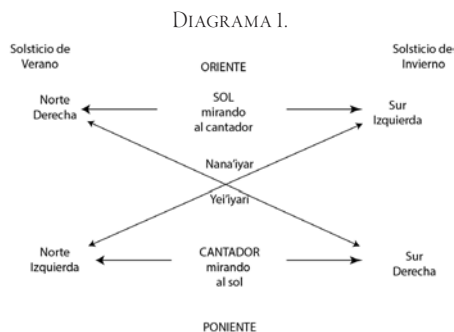 DIAGRAMA 1.
Solsticio de
Verano
ORIENTE
Solsticio de
Invierno
Norte
Derecha
SOL
mirando
al cantador
Sur
Izquierda
Nana'iyar
Yei'iyari
Norte
Izquierda
CANTADOR
mirando
al sol
Sur
Derecha
PONIENTE